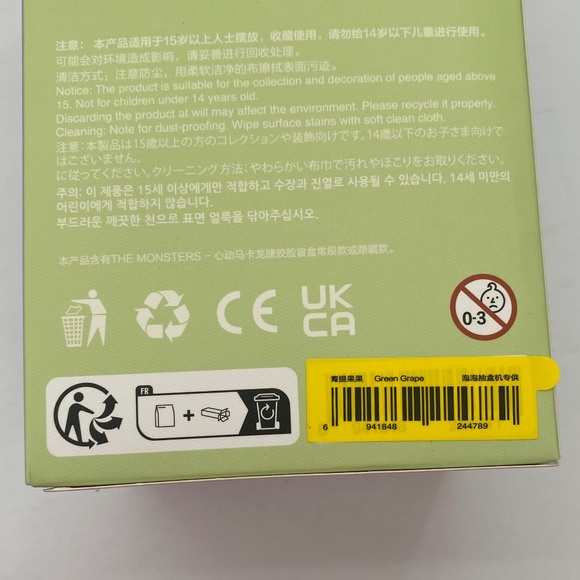 注意： 本产品适用于15岁以上人士摆放，收藏使用，请勿给14岁以下儿童进行使用。
可能会对环境造成影响，请妥善进行回收处理。
清洁方式：注意防尘，用柔软洁净的布擦拭表面污迹。
Notice: The product is suitable for the collection and decoration of people aged above
15. Not for children under 14 years old.
Discarding the product at will may affect the environment. Please recycle it properly.
Cleaning: Note for dust-proofing. Wipe surface stains with soft clean cloth.
注意：本製品は15歳以上の方のコレクションや装飾向けです。14歳以下のお子さま向けで
はございません。
に従ってください。クリーニング方法：やわらかい布巾で汚れやほこりをお取りください。
주의: 이 제품은 15세 이상에게만 적합하고 수장과 진열로 사용될 수 있습니다. 14세 미만의
어린이에게 적합하지 않습니다.
부드러운 깨끗한 천으로 표면 얼룩을 닦아주십시오.
本产品含有THE MONSTERS - 心动马卡龙搪胶脸盲盒常规款或隐藏款。
CE
UK
CA
0-3
FR
+
青提果果 Green Grape 泡泡抽盒机专供
6 941848 244789